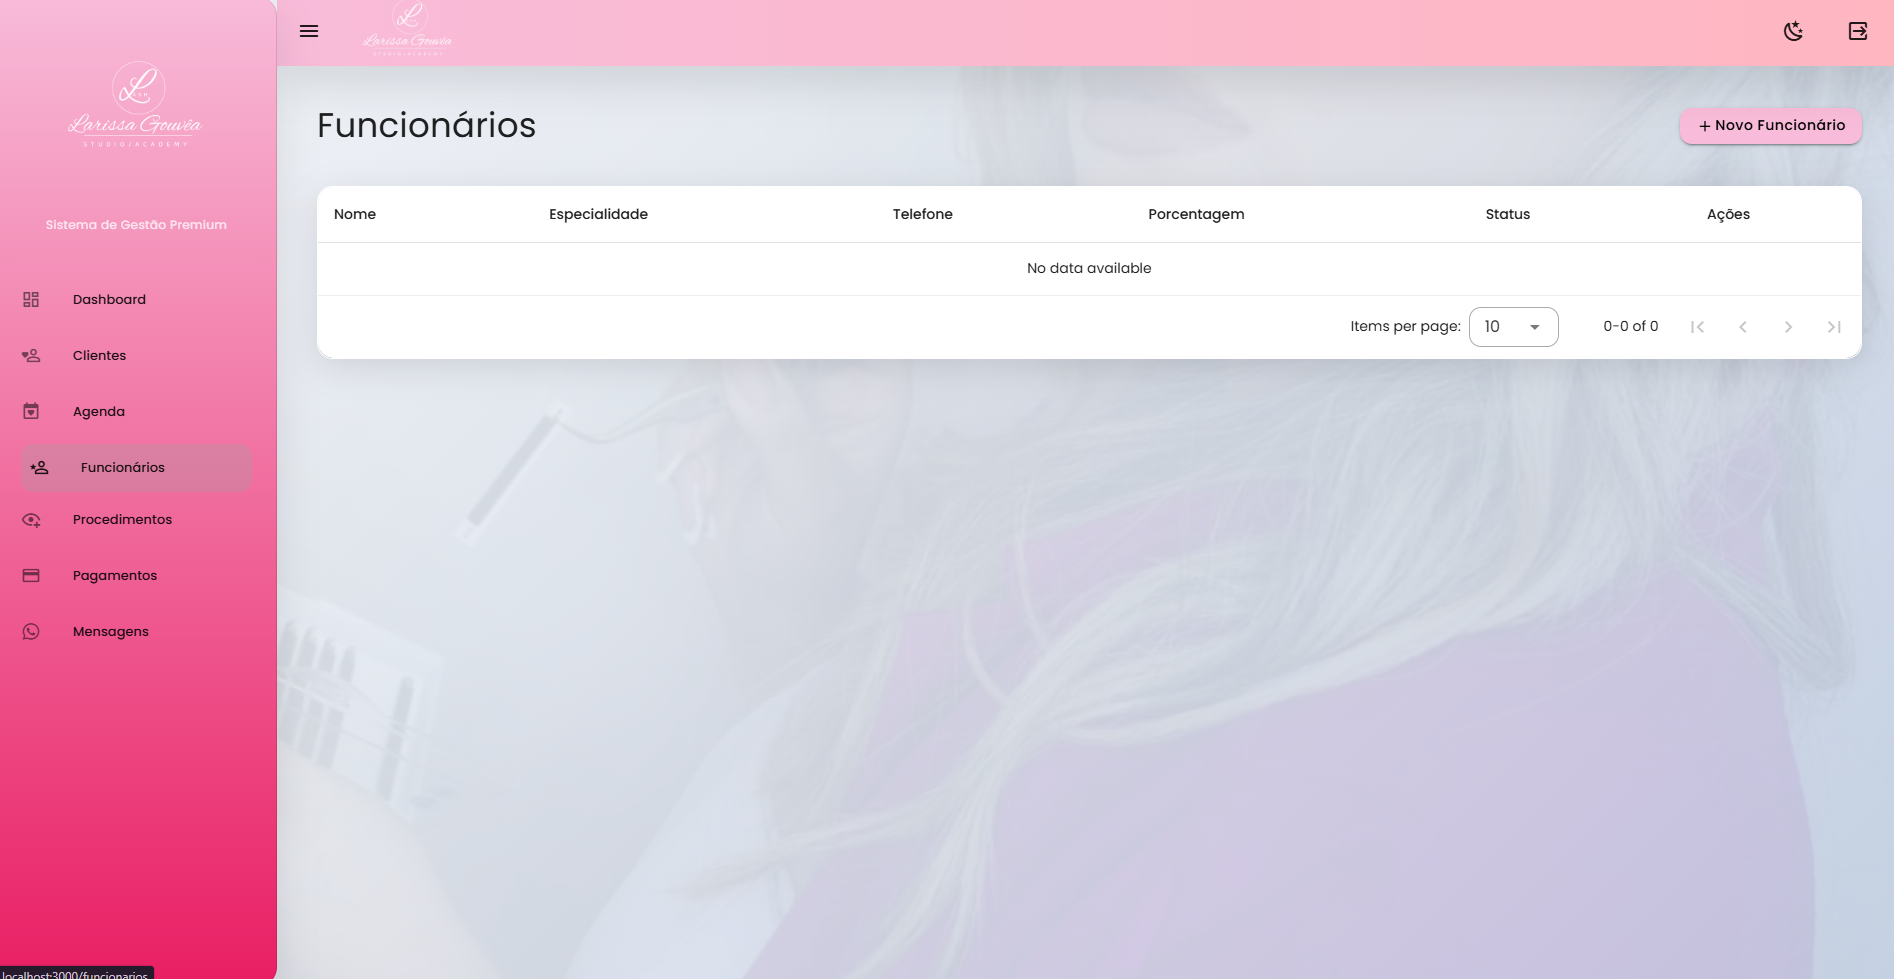 Larissa Gouvêa
STUDIO/ACADEMY
Sistema de Gestão Premium
Dashboard
Clientes
Agenda
Funcionários
Procedimentos
Pagamentos
Mensagens
localhost:3000/funcionarios
Larissa Gouvêa
STUDIO/ACADEMY
Funcionários
+ Novo Funcionário
Nome Especialidade Telefone Porcentagem Status Ações
No data available
Items per page: 10 0-0 of 0